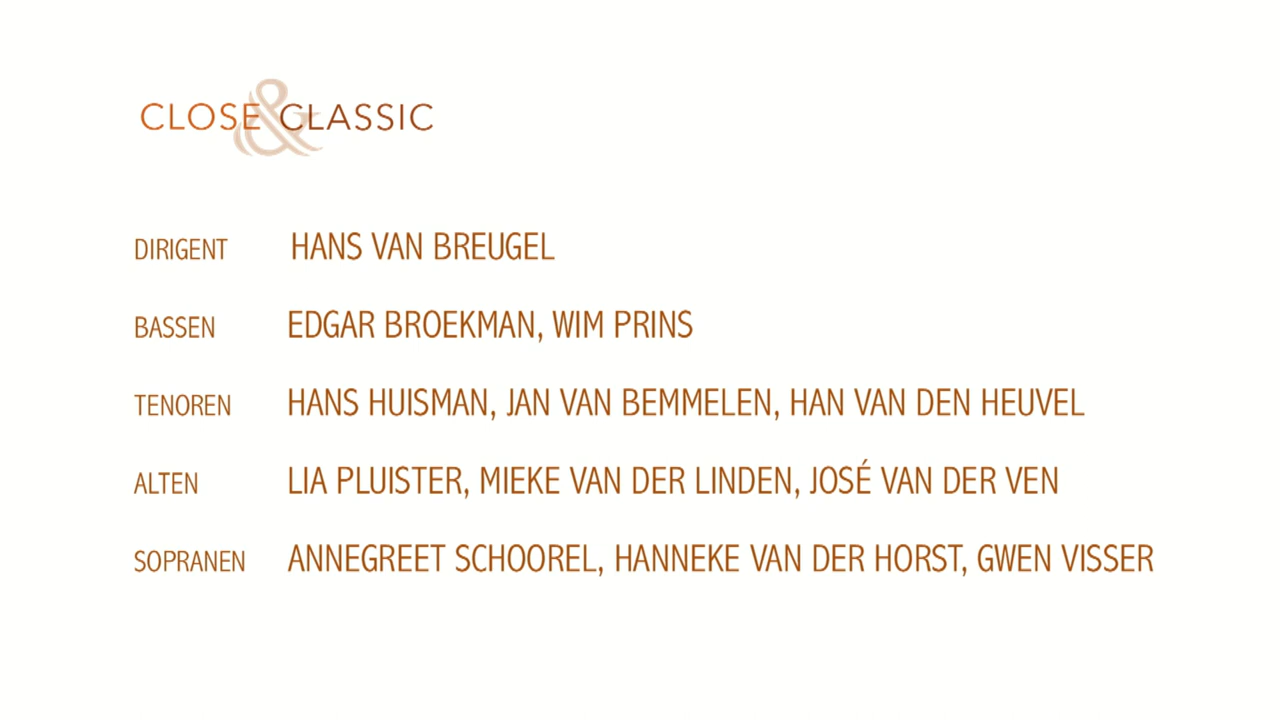 CLOSE & CLASSIC
DIRIGENT HANS VAN BREUGEL
BASSEN EDGAR BROEKMAN, WIM PRINS
TENOREN HANS HUISMAN, JAN VAN BEMMELEN, HAN VAN DEN HEUVEL
ALTEN LIA PLUISTER, MIEKE VAN DER LINDEN, JOSÉ VAN DER VEN
SOPRANEN ANNEGREET SCHOOREL, HANNEKE VAN DER HORST, GWEN VISSER